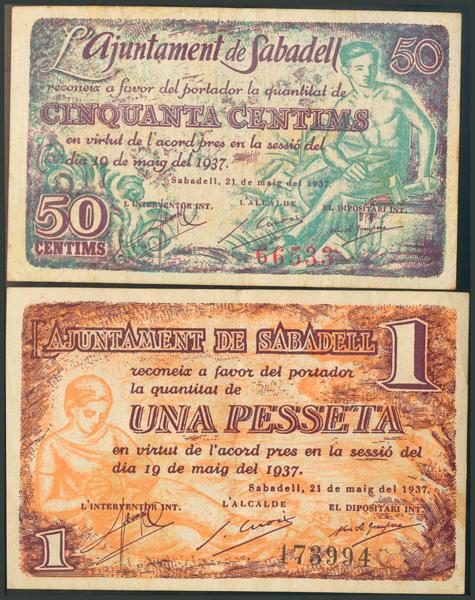 L'Ajuntament de Sabadell 50
reconeix a favor del portador la quantitat de
CINQUANTA CENTIMS
en virtut de l'acord pres en la sessió del
dia 19 de maig del 1937.
Sabadell, 21 de maig del 1937.
L'INTERVENTOR INT. L'ALCALDE EL DIPOSITARI INT.
50
CENTIMS
66533
L'AJUNTAMENT DE SABADELL 1
reconeix a favor del portador
la quantitat de
UNA PESSETA
en virtut de l'acord pres en la sessió del
dia 19 de maig del 1937.
Sabadell, 21 de maig del 1937.
L'INTERVENTOR INT. L'ALCALDE EL DIPOSITARI INT.
1
173994